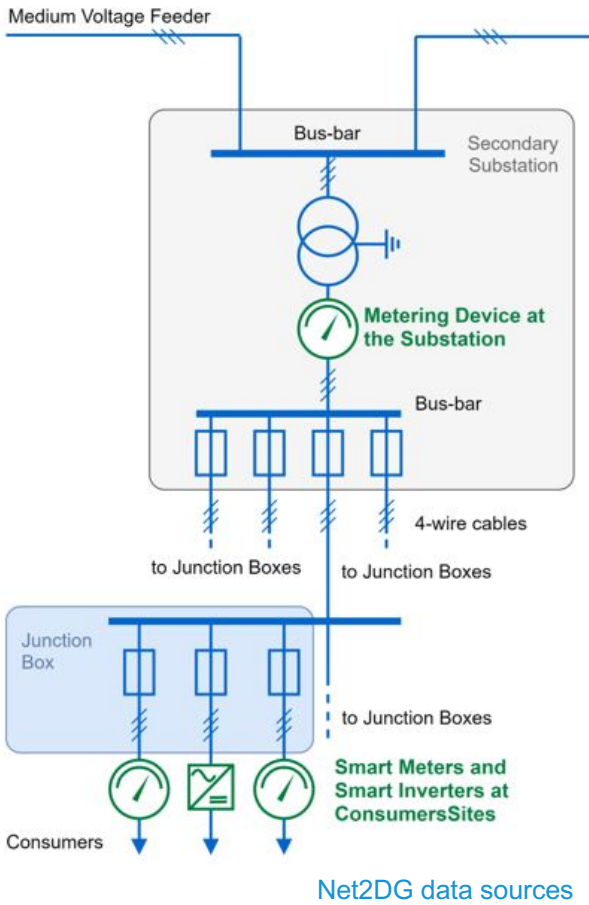 Medium Voltage Feeder
Bus-bar
Secondary
Substation
Metering Device at
the Substation
Bus-bar
4-wire cables
to Junction Boxes
to Junction Boxes
Junction
Box
to Junction Boxes
Smart Meters and
Smart Inverters at
ConsumersSites
Consumers
Net2DG data sources